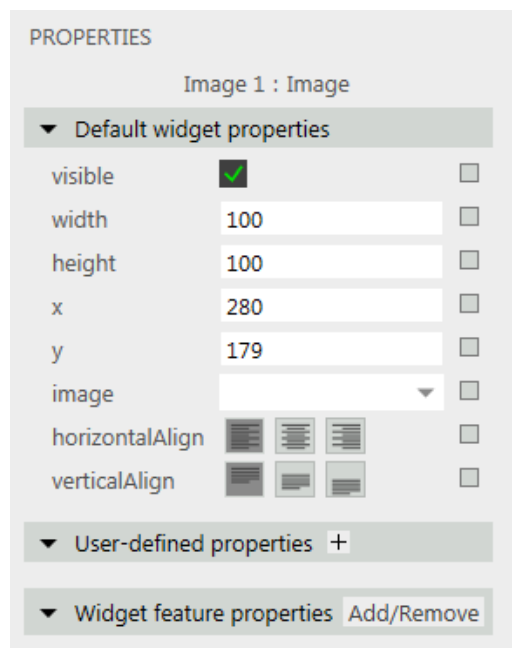 PROPERTIES
Image 1 : Image
Default widget properties
visible
width 100
height 100
x 280
y 179
image
horizontalAlign
verticalAlign
User-defined properties +
Widget feature properties Add/Remove